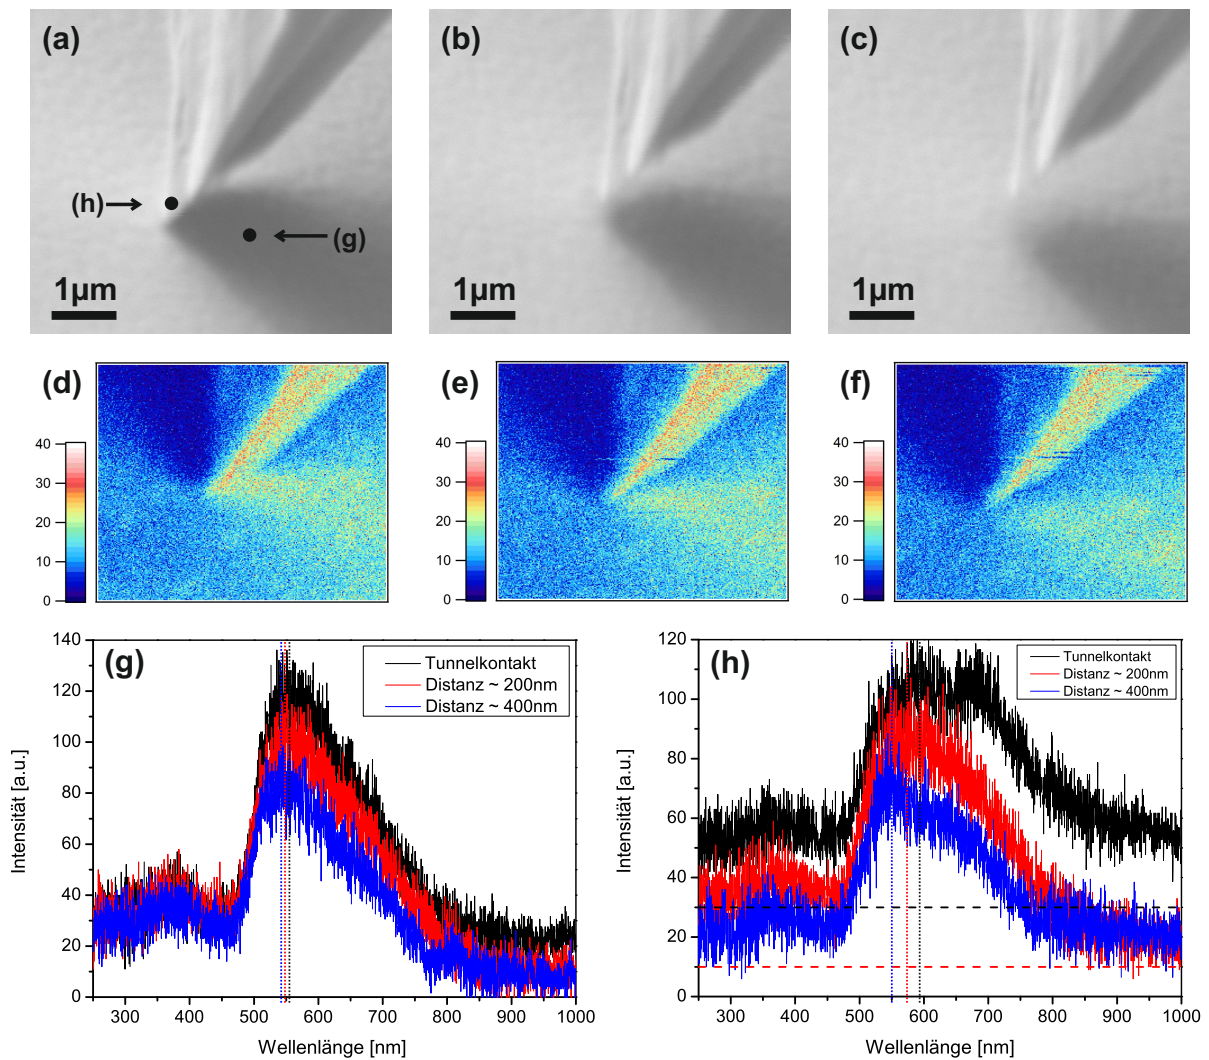 (a)
(b)
(c)
(h)
(g)
1µm
1µm
1µm
(d)
(e)
(f)
40
30
20
10
0
40
30
20
10
0
40
30
20
10
0
(g)
140
120
100
80
60
40
20
0
Intensität [a.u.]
Tunnelkontakt
Distanz ~ 200nm
Distanz ~ 400nm
300 400 500 600 700 800 900 1000
Wellenlänge [nm]
(h)
120
100
80
60
40
20
0
Intensität [a.u.]
Tunnelkontakt
Distanz ~ 200nm
Distanz ~ 400nm
300 400 500 600 700 800 900 1000
Wellenlänge [nm]